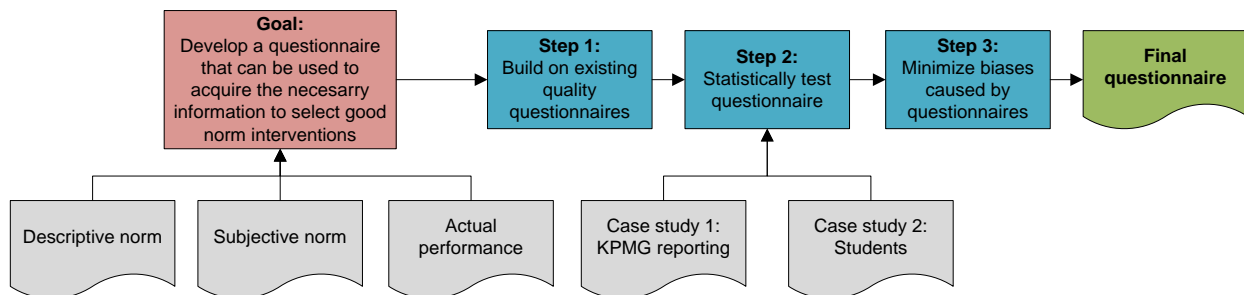 Goal:
Develop a questionnaire
that can be used to
acquire the necesarry
information to select good
norm interventions
Step 1:
Build on existing
quality
questionnaires
Step 2:
Statistically test
questionnaire
Step 3:
Minimize biases
caused by
questionnaires
Final
questionnaire
Descriptive norm
Subjective norm
Actual
performance
Case study 1:
KPMG reporting
Case study 2:
Students